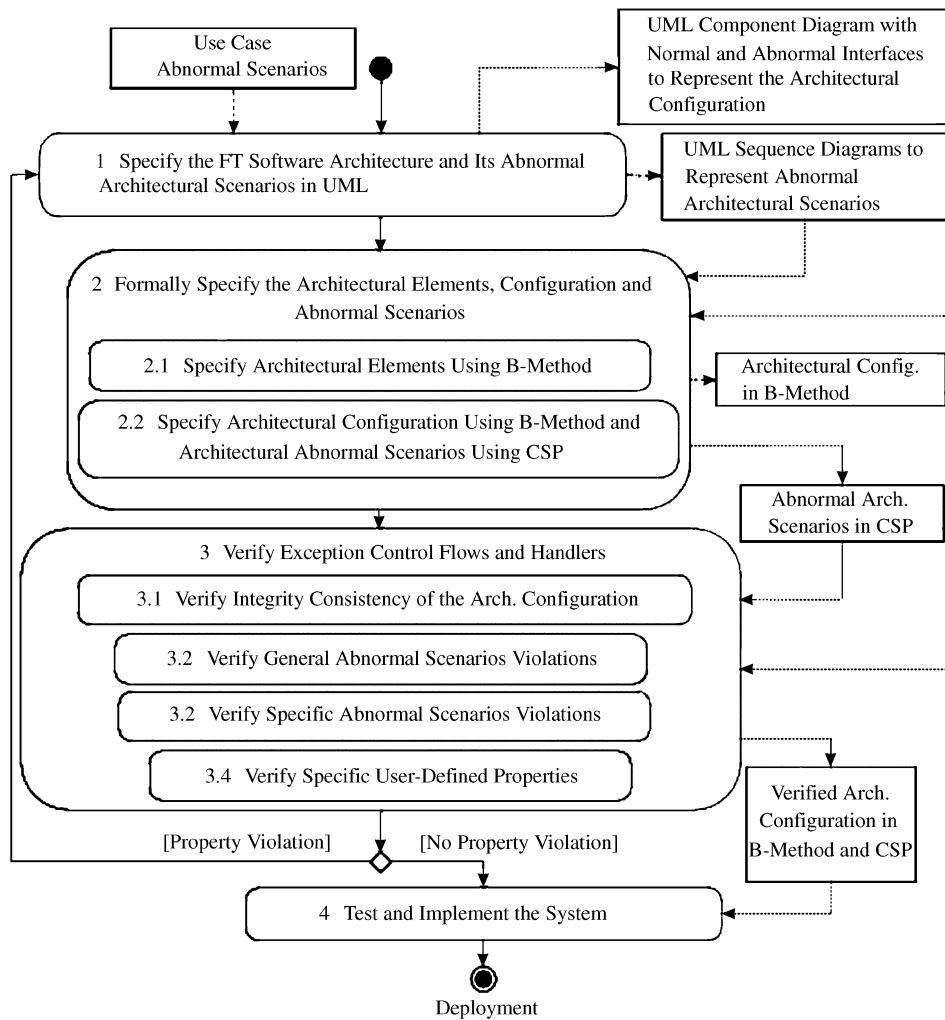 Use Case
Abnormal Scenarios
UML Component Diagram with
Normal and Abnormal Interfaces
to Represent the Architectural
Configuration
1 Specify the FT Software Architecture and Its Abnormal
Architectural Scenarios in UML
UML Sequence Diagrams to
Represent Abnormal
Architectural Scenarios
2 Formally Specify the Architectural Elements, Configuration and
Abnormal Scenarios
2.1 Specify Architectural Elements Using B-Method
2.2 Specify Architectural Configuration Using B-Method and
Architectural Abnormal Scenarios Using CSP
Architectural Config.
in B-Method
Abnormal Arch.
Scenarios in CSP
3 Verify Exception Control Flows and Handlers
3.1 Verify Integrity Consistency of the Arch. Configuration
3.2 Verify General Abnormal Scenarios Violations
3.2 Verify Specific Abnormal Scenarios Violations
3.4 Verify Specific User-Defined Properties
Verified Arch.
Configuration in
B-Method and CSP
[Property Violation]
[No Property Violation]
4 Test and Implement the System
Deployment